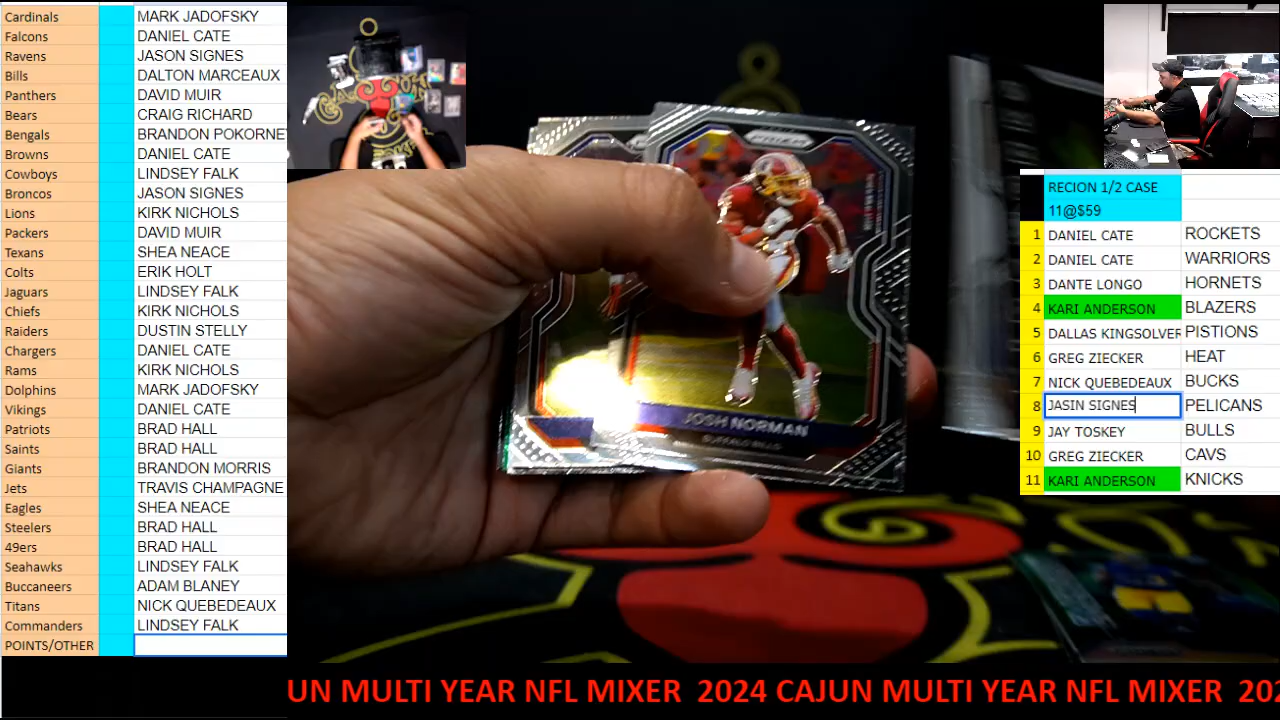 Cardinals MARK JADOFSKY
Falcons DANIEL CATE
Ravens JASON SIGNES
Bills DALTON MARCEAUX
Panthers DAVID MUIR
Bears CRAIG RICHARD
Bengals BRANDON POKORNE
Browns DANIEL CATE
Cowboys LINDSEY FALK
Broncos JASON SIGNES
Lions KIRK NICHOLS
Packers DAVID MUIR
Texans SHEA NEACE
Colts ERIK HOLT
Jaguars LINDSEY FALK
Chiefs KIRK NICHOLS
Raiders DUSTIN STELLY
Chargers DANIEL CATE
Rams KIRK NICHOLS
Dolphins MARK JADOFSKY
Vikings DANIEL CATE
Patriots BRAD HALL
Saints BRAD HALL
Giants BRANDON MORRIS
Jets TRAVIS CHAMPAGNE
Eagles SHEA NEACE
Steelers BRAD HALL
49ers BRAD HALL
Seahawks LINDSEY FALK
Buccaneers ADAM BLANEY
Titans NICK QUEBEDEAUX
Commanders LINDSEY FALK
POINTS/OTHER
PRIZM
JOSH NORMAN
BUFFALO BILLS
RECION 1/2 CASE
11@$59
1 DANIEL CATE ROCKETS
2 DANIEL CATE WARRIORS
3 DANTE LONGO HORNETS
4 KARI ANDERSON BLAZERS
5 DALLAS KINGSOLVER PISTIONS
6 GREG ZIECKER HEAT
7 NICK QUEBEDEAUX BUCKS
8 JASIN SIGNES PELICANS
9 JAY TOSKEY BULLS
10 GREG ZIECKER CAVS
11 KARI ANDERSON KNICKS
UN MULTI YEAR NFL MIXER 2024 CAJUN MULTI YEAR NFL MIXER 202